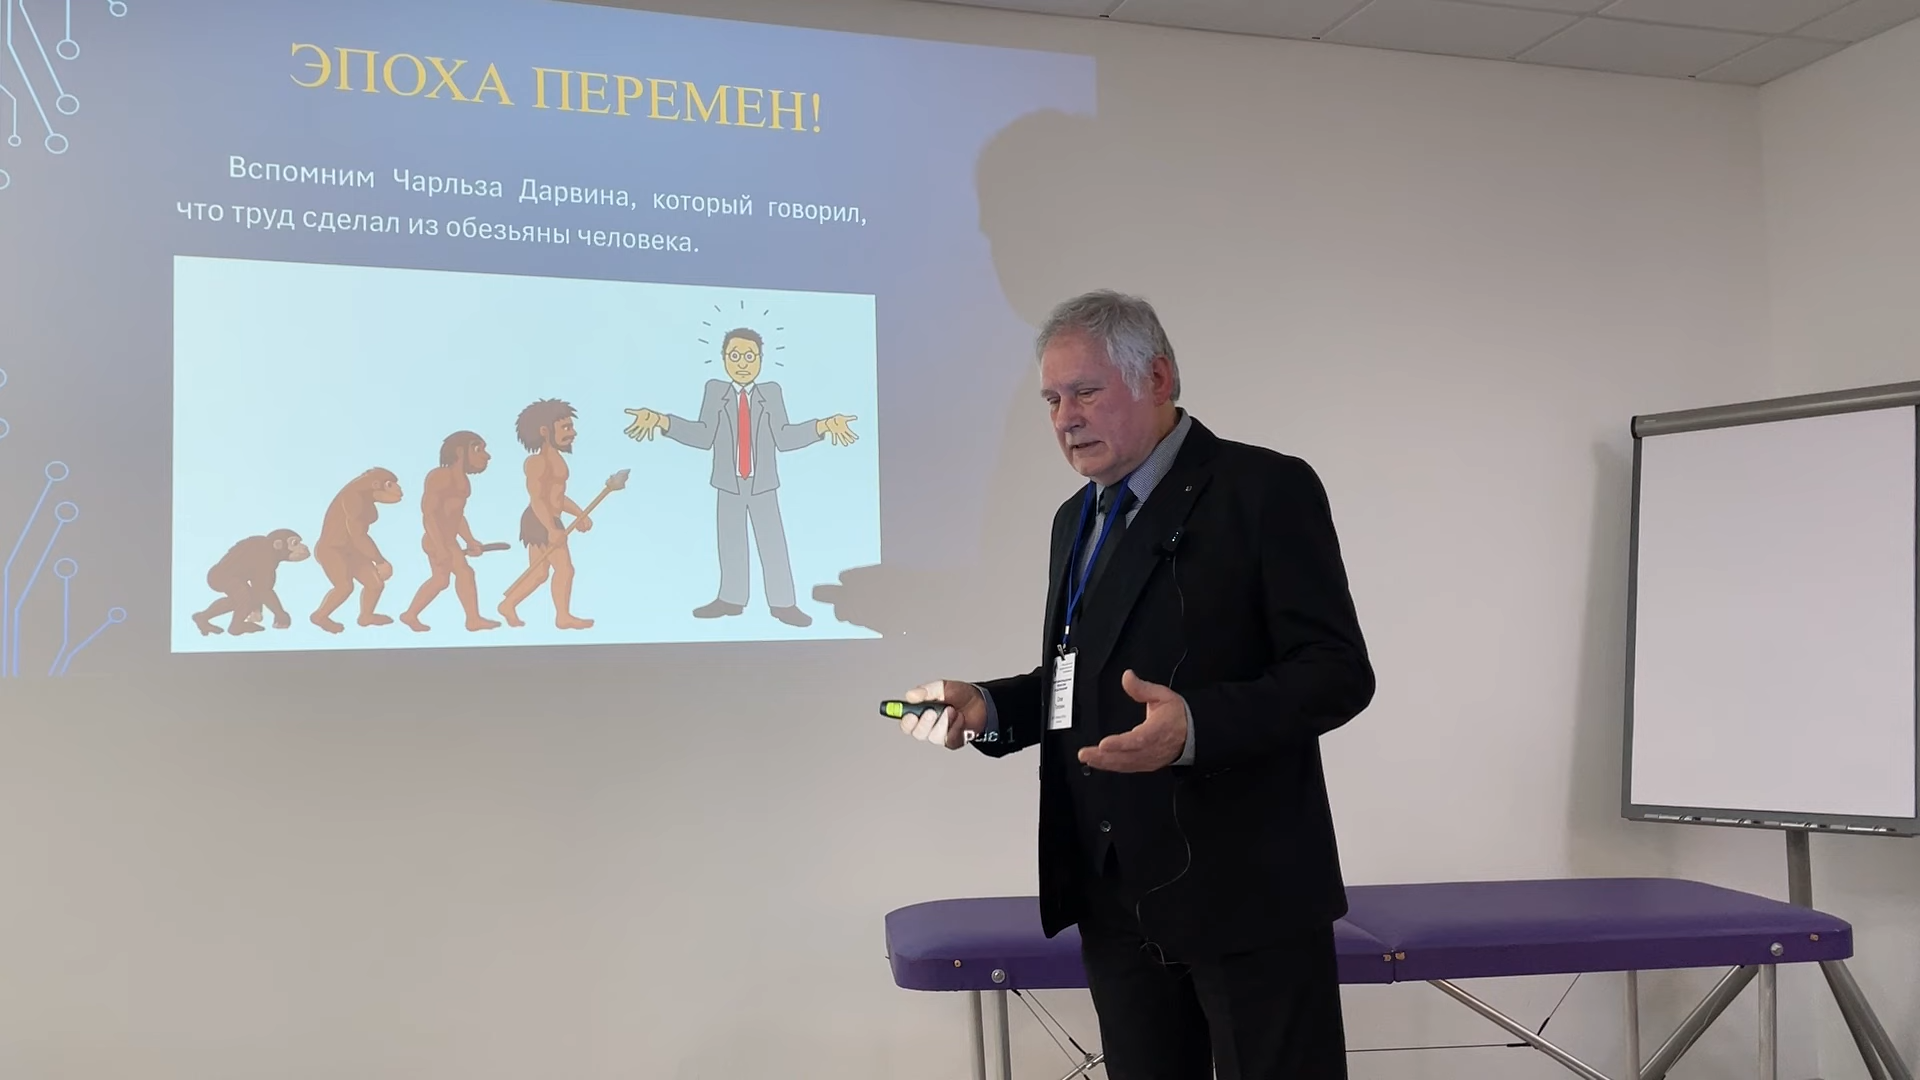 ЭПОХА ПЕРЕМЕН!
Вспомним Чарльза Дарвина, который говорил,
что труд сделал из обезьяны человека.